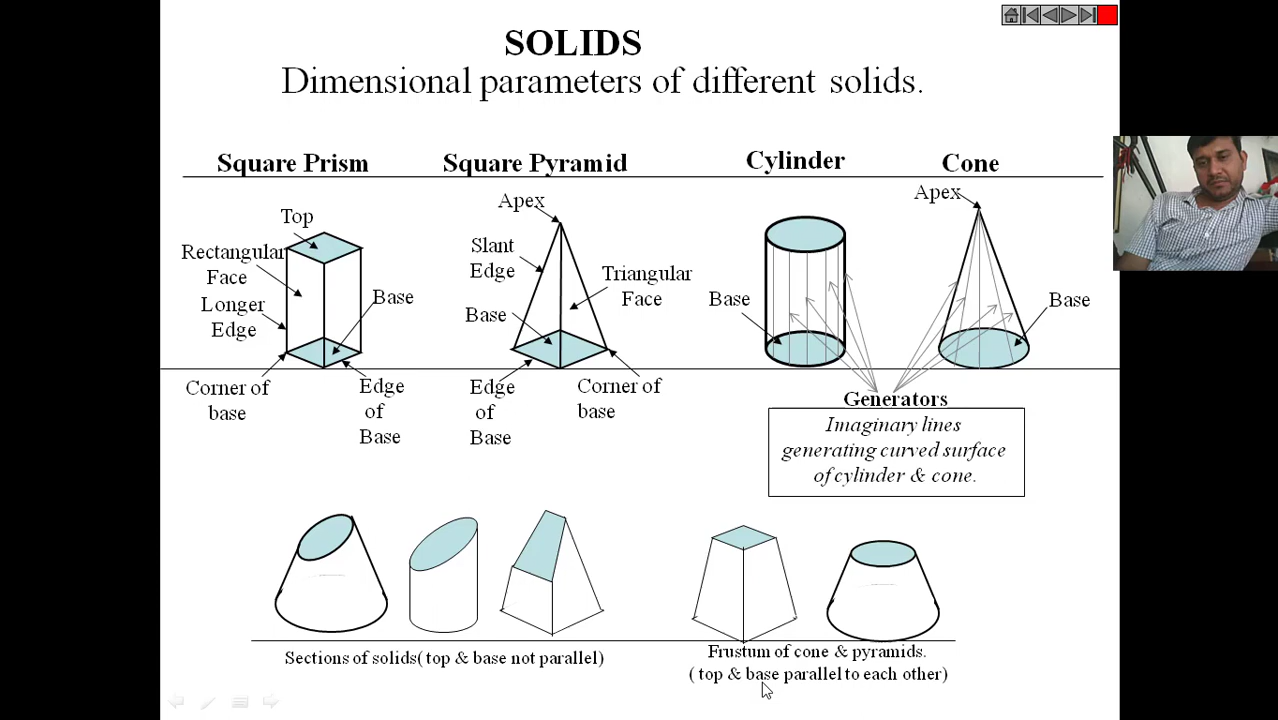 SOLIDS
Dimensional parameters of different solids.
Square Prism
Square Pyramid
Cylinder
Cone
Top
Rectangular
Face
Longer
Edge
Base
Corner of
base
Edge
of
Base
Apex
Slant
Edge
Triangular
Face
Base
Edge
of
Base
Corner of
base
Base
Apex
Base
Generators
Imaginary lines
generating curved surface
of cylinder & cone.
Sections of solids( top & base not parallel)
Frustum of cone & pyramids.
( top & base parallel to each other)